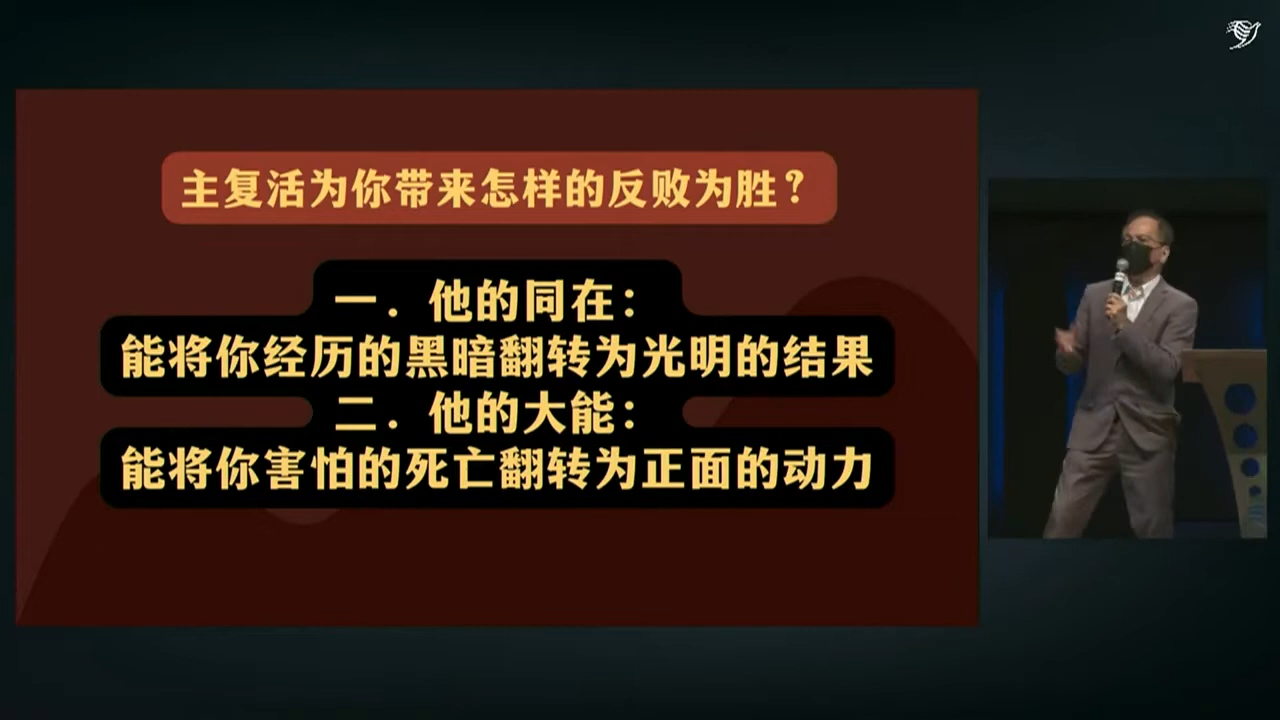 主复活为你带来怎样的反败为胜?
一．他的同在：
能将你经历的黑暗翻转为光明的结果
二．他的大能：
能将你害怕的死亡翻转为正面的动力